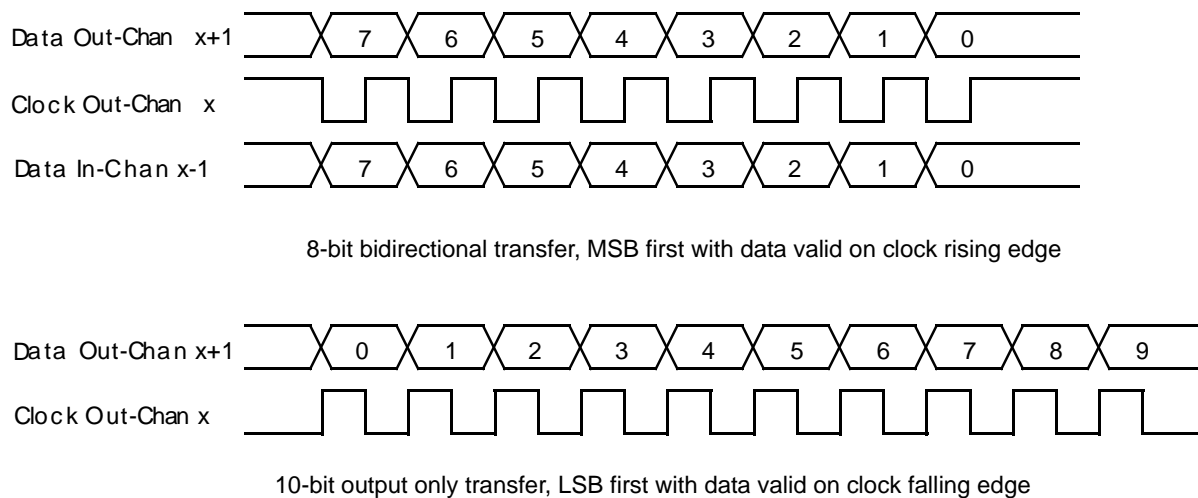 Data Out-Chan x+1 7 6 5 4 3 2 1 0
Clock Out-Chan x
Data In-Chan x-1 7 6 5 4 3 2 1 0
8-bit bidirectional transfer, MSB first with data valid on clock rising edge
Data Out-Chan x+1 0 1 2 3 4 5 6 7 8 9
Clock Out-Chan x
10-bit output only transfer, LSB first with data valid on clock falling edge